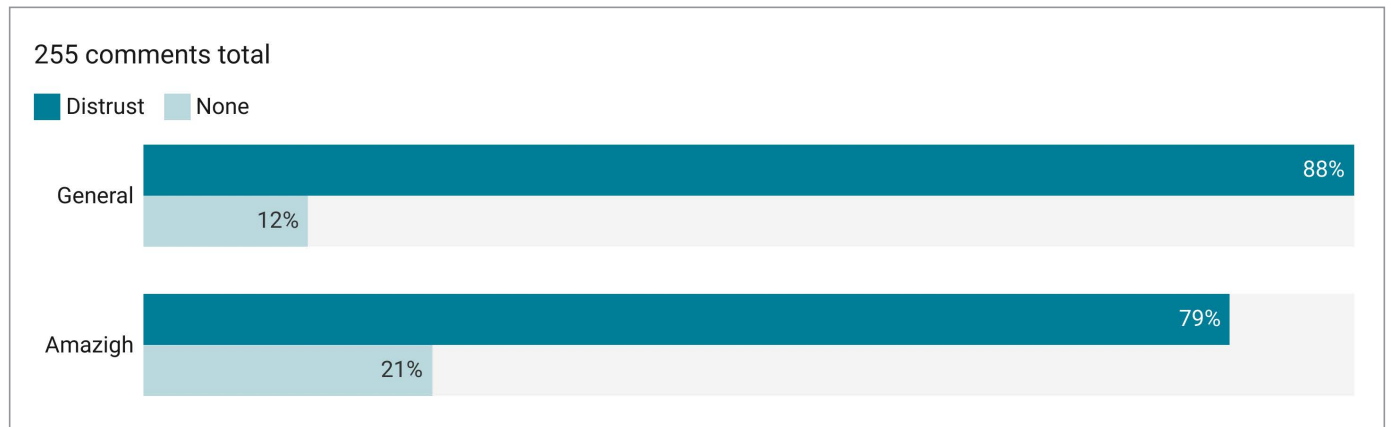 255 comments total
Distrust None
General
88%
12%
Amazigh
79%
21%